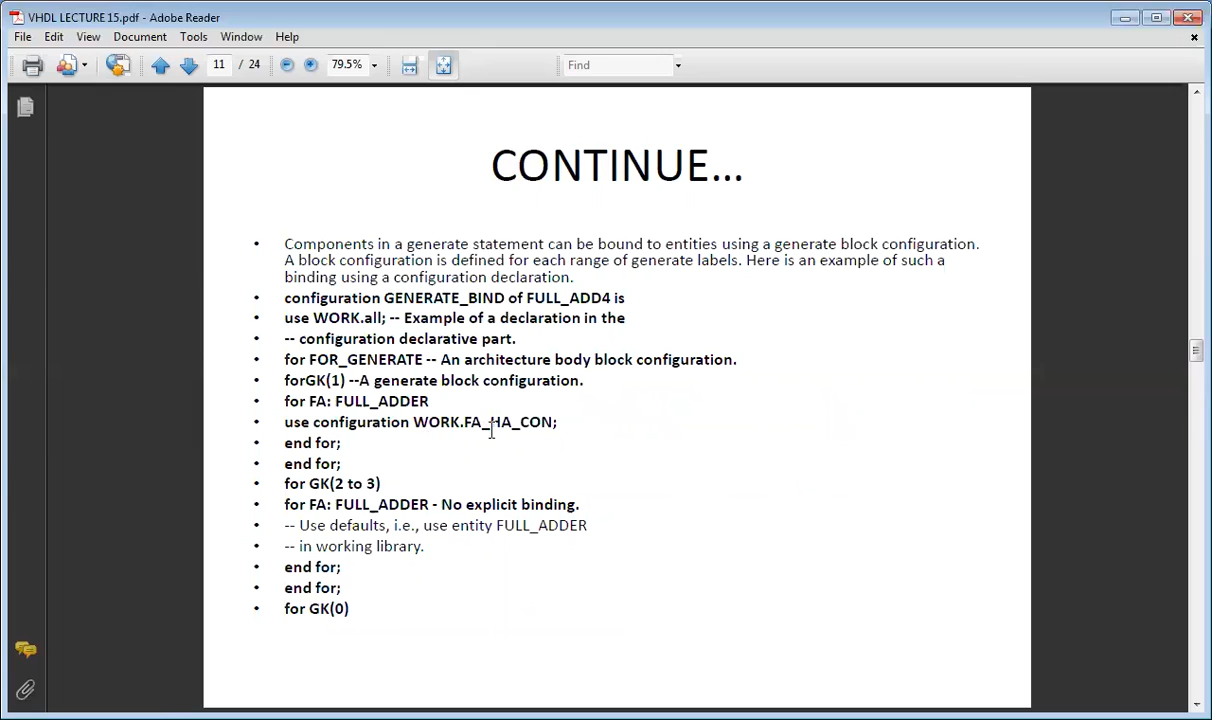 VHDL LECTURE 15.pdf - Adobe Reader
File Edit View Document Tools Window Help
11 / 24 79.5% Find
CONTINUE...
• Components in a generate statement can be bound to entities using a generate block configuration.
A block configuration is defined for each range of generate labels. Here is an example of such a
binding using a configuration declaration.
• configuration GENERATE_BIND of FULL_ADD4 is
• use WORK.all; -- Example of a declaration in the
• -- configuration declarative part.
• for FOR_GENERATE -- An architecture body block configuration.
• forGK(1) --A generate block configuration.
• for FA: FULL_ADDER
• use configuration WORK.FA_HA_CON;
• end for;
• end for;
• for GK(2 to 3)
• for FA: FULL_ADDER - No explicit binding.
• -- Use defaults, i.e., use entity FULL_ADDER
• -- in working library.
• end for;
• end for;
• for GK(0)